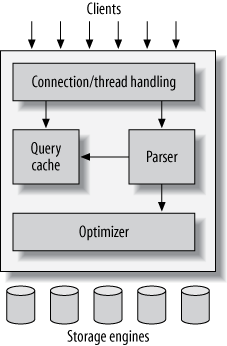 Clients
Connection/thread handling
Query
cache
Parser
Optimizer
Storage engines